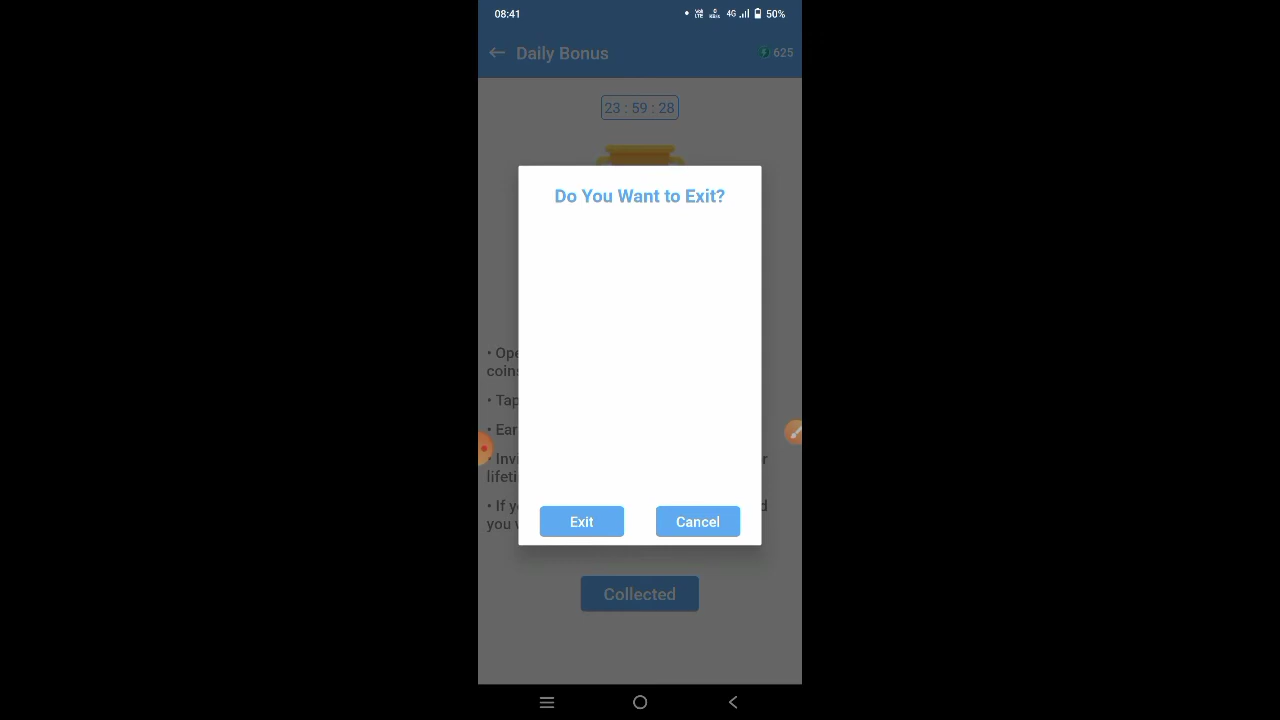 08:41
4G 50%
Daily Bonus
625
23 : 59 : 28
Do You Want to Exit?
• Ope
coins
• Tap
• Ear
• Invi r
lifeti
• If y d
you
Exit Cancel
Collected